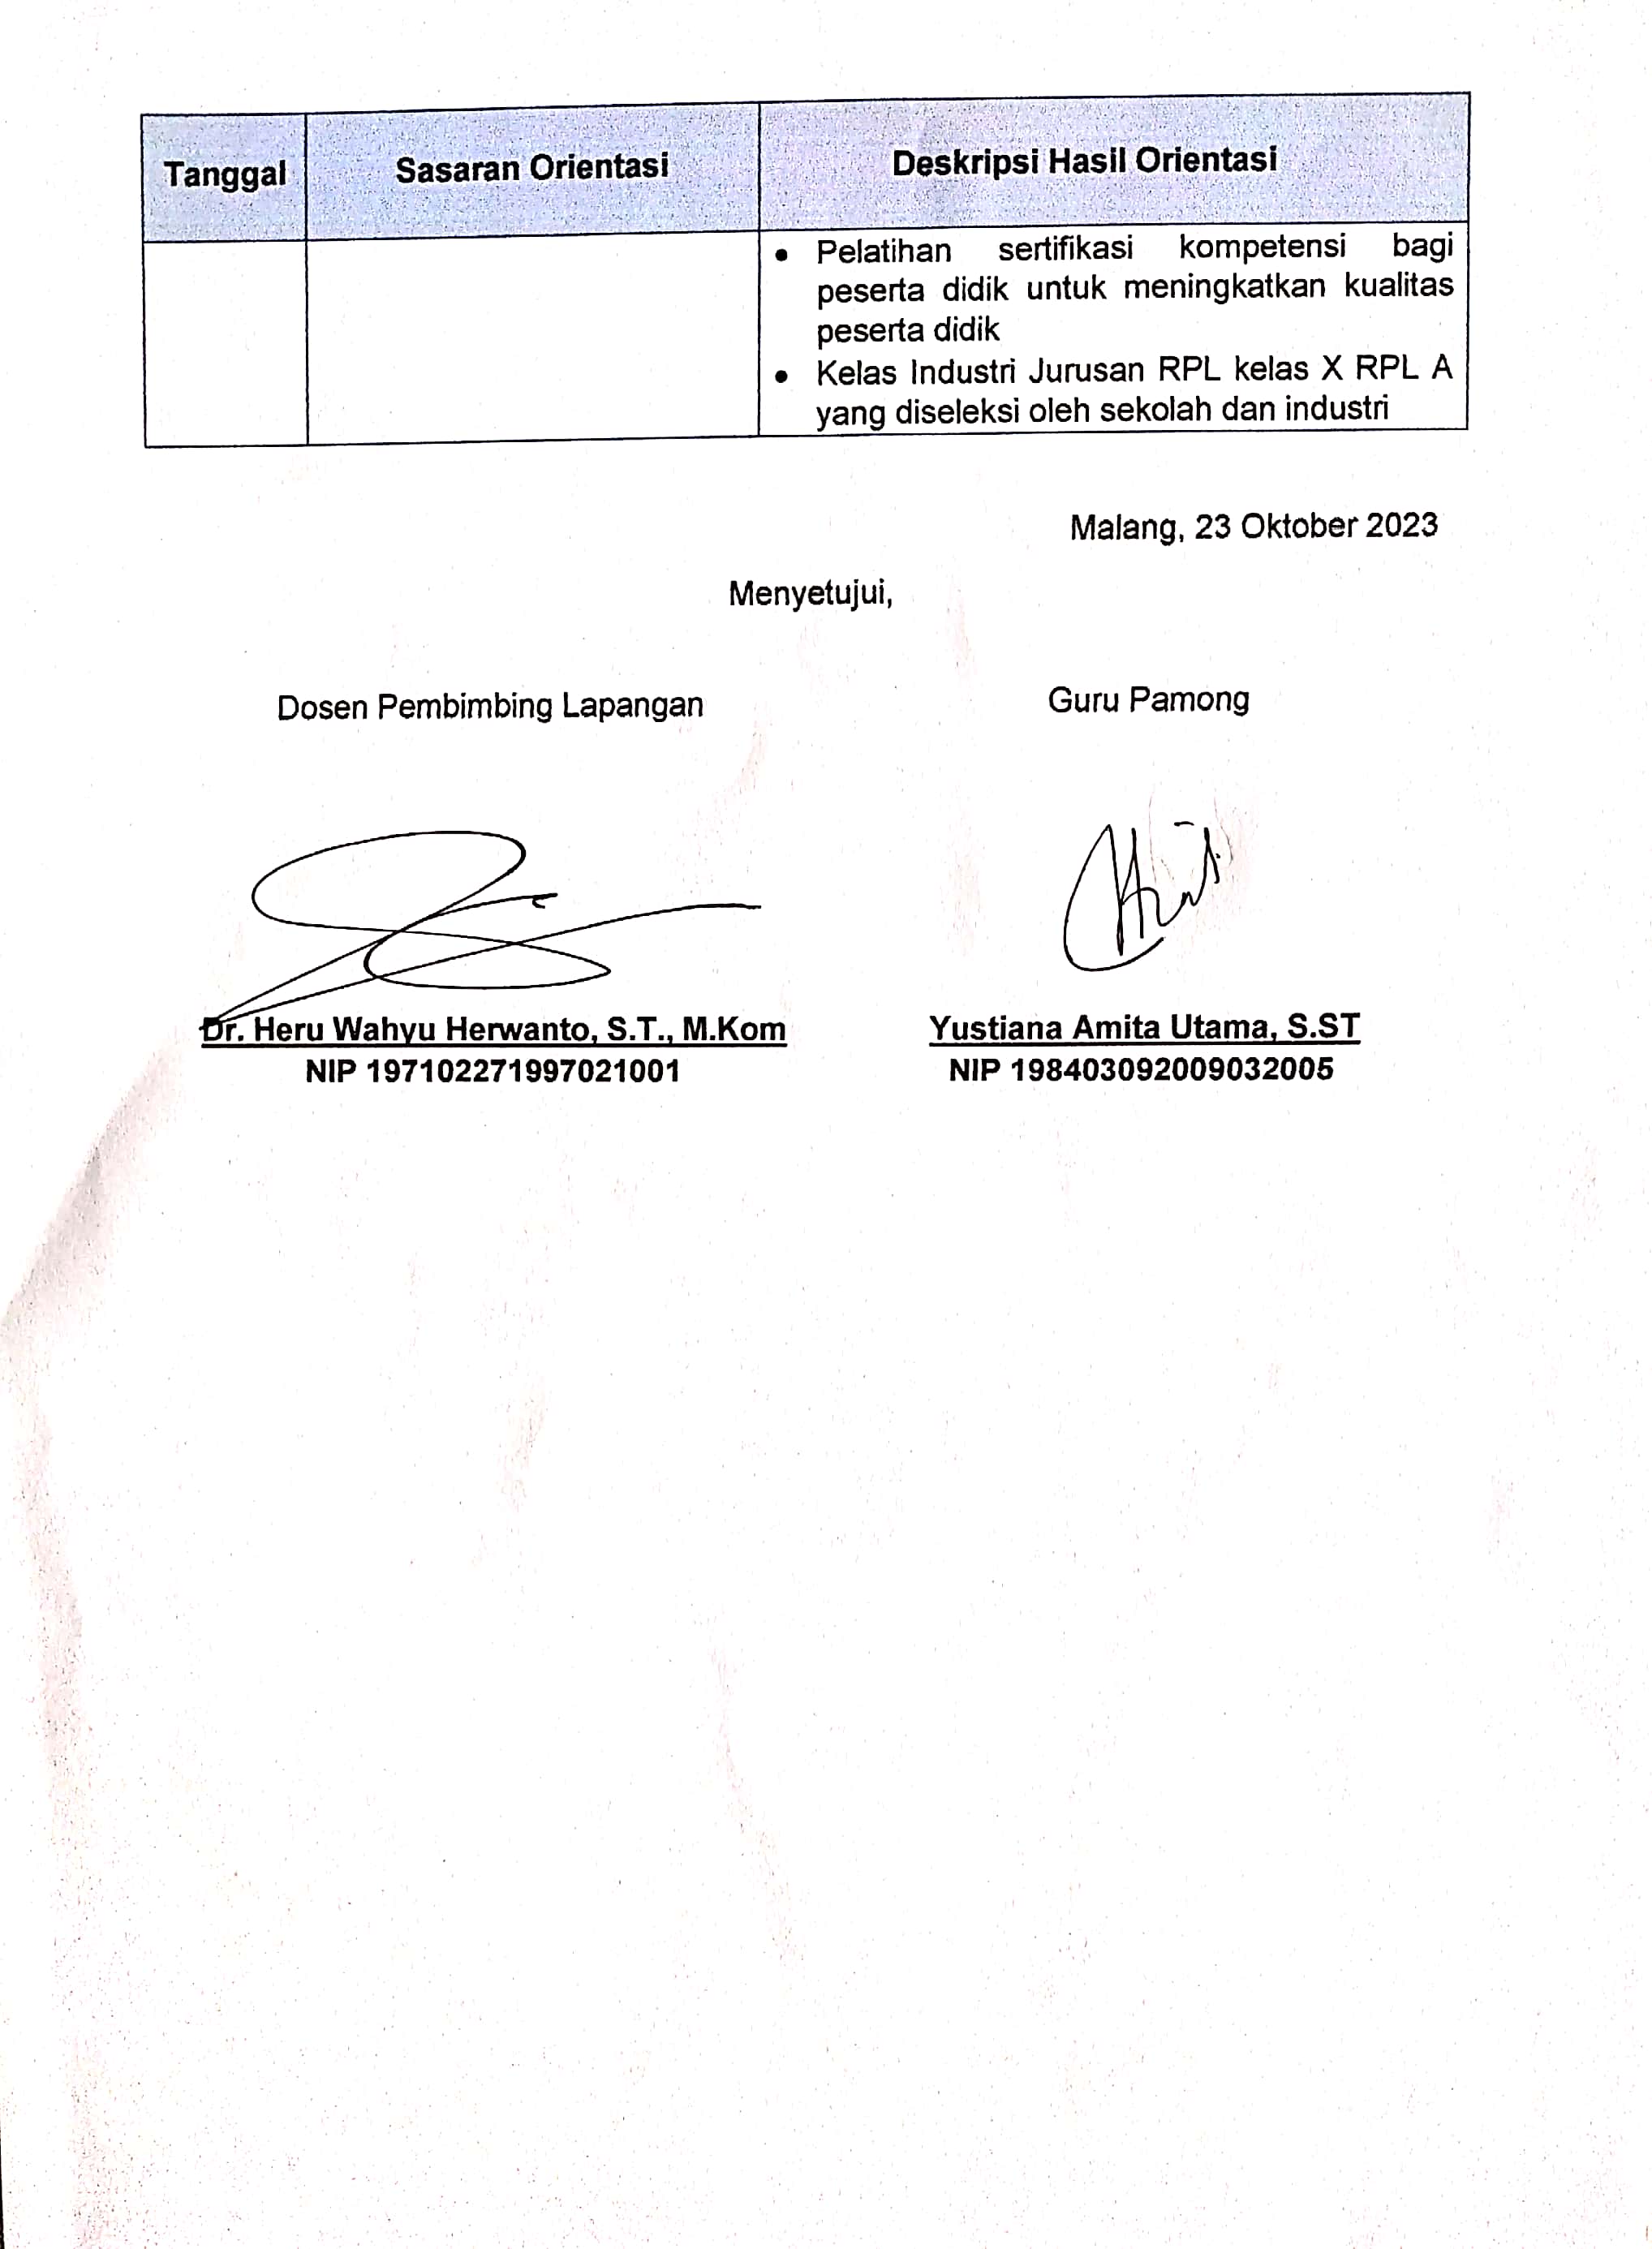 Tanggal
Sasaran Orientasi
Deskripsi Hasil Orientasi
• Pelatihan sertifikasi kompetensi bagi
peserta didik untuk meningkatkan kualitas
peserta didik
• Kelas Industri Jurusan RPL kelas X RPL A
yang diseleksi oleh sekolah dan industri
Malang, 23 Oktober 2023
Menyetujui,
Dosen Pembimbing Lapangan
Guru Pamong
Dr. Heru Wahyu Herwanto, S.T., M.Kom
NIP 197102271997021001
Yustiana Amita Utama, S.ST
NIP 198403092009032005